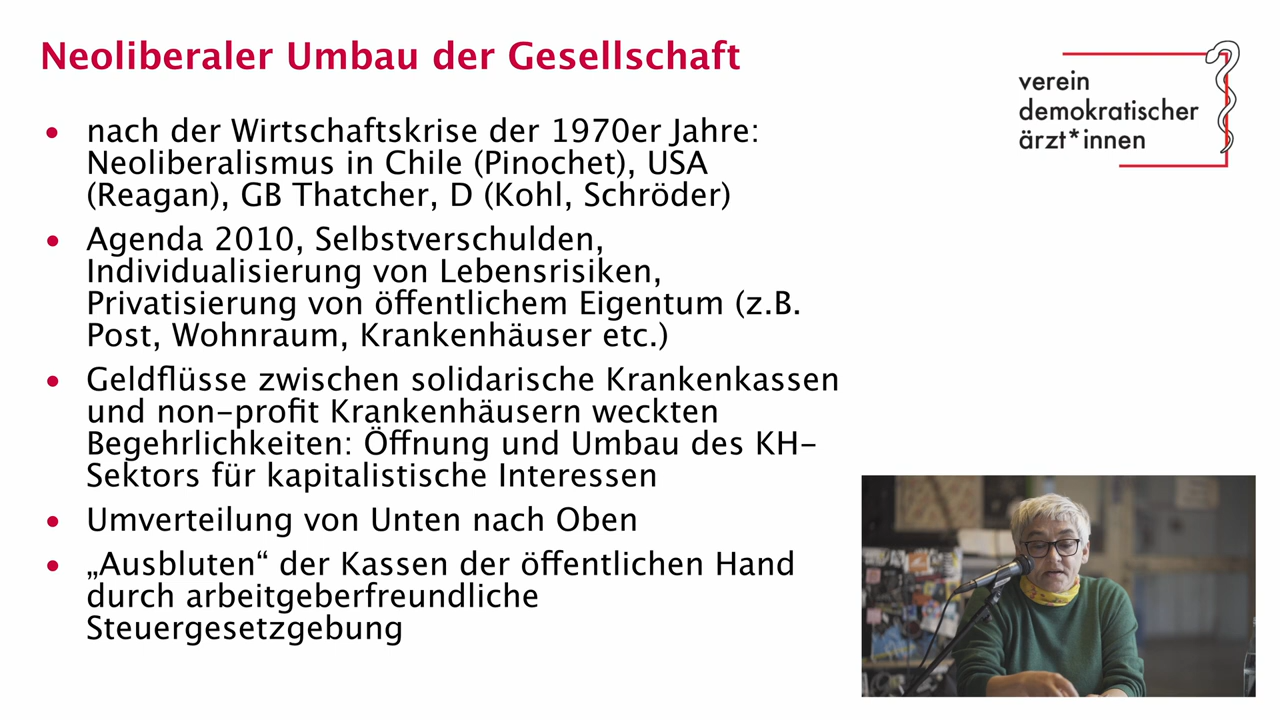 Neoliberaler Umbau der Gesellschaft
verein
demokratischer
ärzt*innen
• nach der Wirtschaftskrise der 1970er Jahre:
Neoliberalismus in Chile (Pinochet), USA
(Reagan), GB Thatcher, D (Kohl, Schröder)
• Agenda 2010, Selbstverschulden,
Individualisierung von Lebensrisiken,
Privatisierung von öffentlichem Eigentum (z.B.
Post, Wohnraum, Krankenhäuser etc.)
• Geldflüsse zwischen solidarische Krankenkassen
und non-profit Krankenhäusern weckten
Begehrlichkeiten: Öffnung und Umbau des KH-
Sektors für kapitalistische Interessen
• Umverteilung von Unten nach Oben
• „Ausbluten“ der Kassen der öffentlichen Hand
durch arbeitgeberfreundliche
Steuergesetzgebung